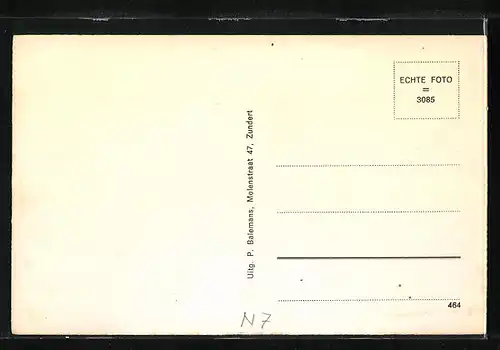 ECHTE FOTO
=
3085
Uitg. P. Balemans, Molenstraat 47, Zundert
464
N7